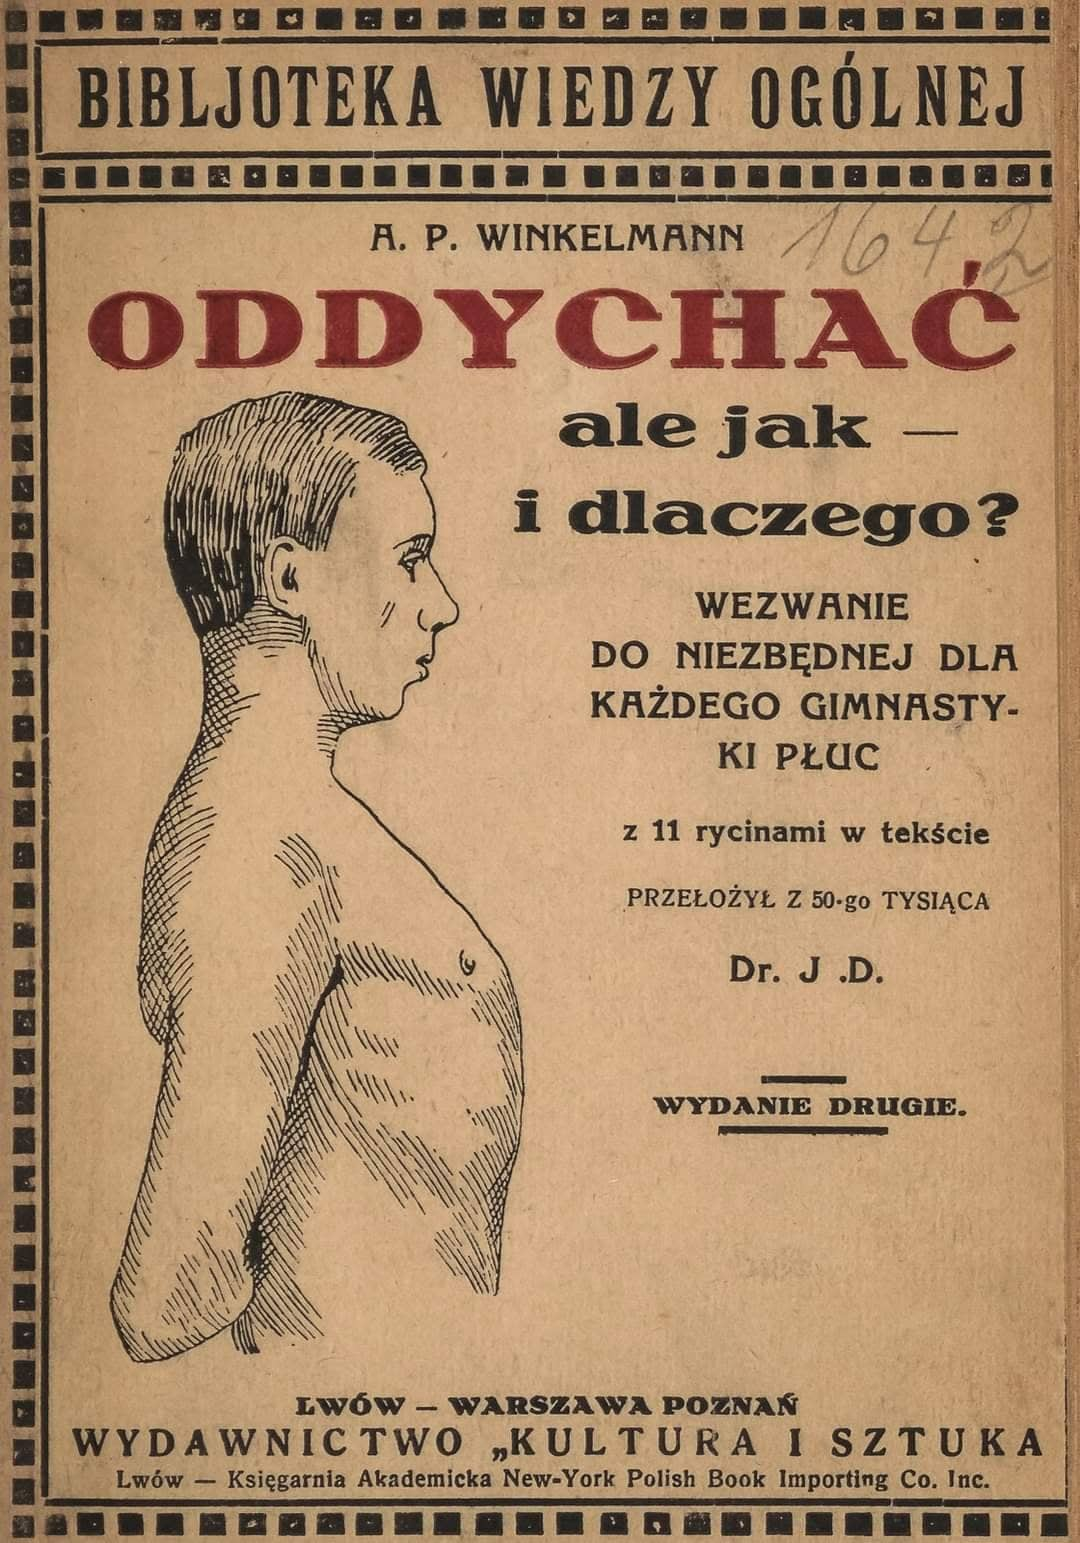 BIBLJOTEKA WIEDZY OGÓLNEJ
1642
A. P. WINKELMANN
ODDYCHAĆ
ale jak —
i dlaczego?
WEZWANIE
DO NIEZBĘDNEJ DLA
KAŻDEGO GIMNASTY-
KI PŁUC
z 11 rycinami w tekście
PRZEŁOŻYŁ Z 50-go TYSIĄCA
Dr. J .D.
WYDANIE DRUGIE.
LWÓW — WARSZAWA POZNAŃ
WYDAWNICTWO „KULTURA I SZTUKA
Lwów — Księgarnia Akademicka New-York Polish Book Importing Co. Inc.